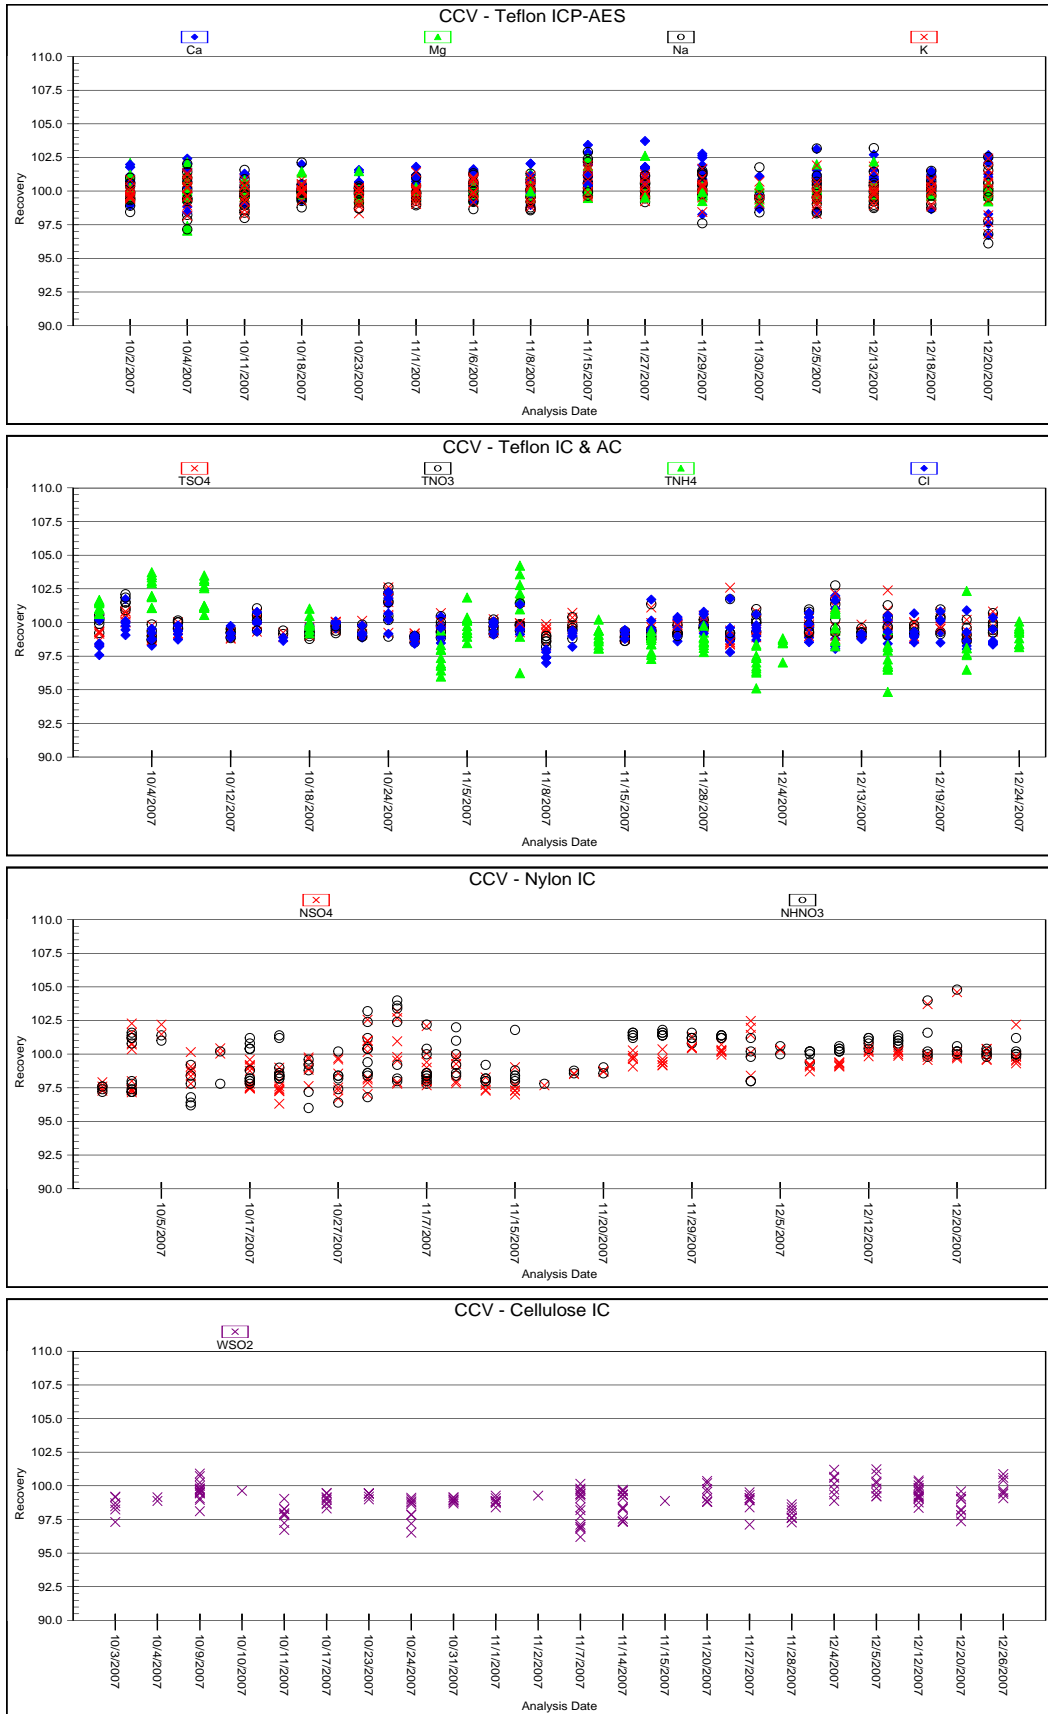 CCV - Teflon ICP-AES
Ca Mg Na K
110.0
107.5
105.0
102.5
100.0
97.5
95.0
92.5
90.0
Recovery
10/2/2007 10/4/2007 10/11/2007 10/18/2007 10/23/2007 11/1/2007 11/6/2007 11/8/2007 11/15/2007 11/27/2007 11/29/2007 11/30/2007 12/5/2007 12/13/2007 12/18/2007 12/20/2007
Analysis Date
CCV - Teflon IC & AC
TSO4 TNO3 TNH4 Cl
110.0
107.5
105.0
102.5
100.0
97.5
95.0
92.5
90.0
Recovery
10/4/2007 10/12/2007 10/18/2007 10/24/2007 11/5/2007 11/8/2007 11/15/2007 11/28/2007 12/4/2007 12/13/2007 12/19/2007 12/24/2007
Analysis Date
CCV - Nylon IC
NSO4 NHNO3
110.0
107.5
105.0
102.5
100.0
97.5
95.0
92.5
90.0
Recovery
10/5/2007 10/17/2007 10/27/2007 11/7/2007 11/15/2007 11/20/2007 11/29/2007 12/5/2007 12/12/2007 12/20/2007
Analysis Date
CCV - Cellulose IC
WSO2
110.0
107.5
105.0
102.5
100.0
97.5
95.0
92.5
90.0
Recovery
10/3/2007 10/4/2007 10/9/2007 10/10/2007 10/11/2007 10/17/2007 10/23/2007 10/24/2007 10/31/2007 11/1/2007 11/2/2007 11/7/2007 11/14/2007 11/15/2007 11/20/2007 11/27/2007 11/28/2007 12/4/2007 12/5/2007 12/12/2007 12/20/2007 12/26/2007
Analysis Date